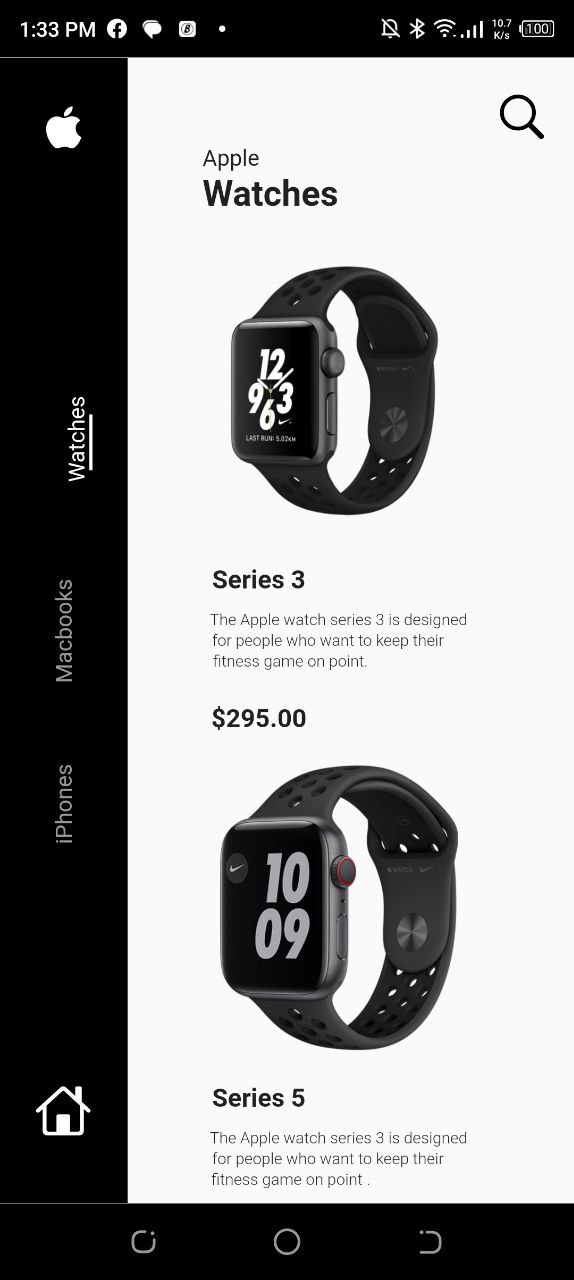 1:33 PM
10.7
K/s
100
Apple
Watches
Watches
Macbooks
iPhones
12
9 3
6
LAST RUN: 5.02KM
WATCH
Series 3
The Apple watch series 3 is designed
for people who want to keep their
fitness game on point.
$295.00
10
09
WATCH
Series 5
The Apple watch series 3 is designed
for people who want to keep their
fitness game on point .